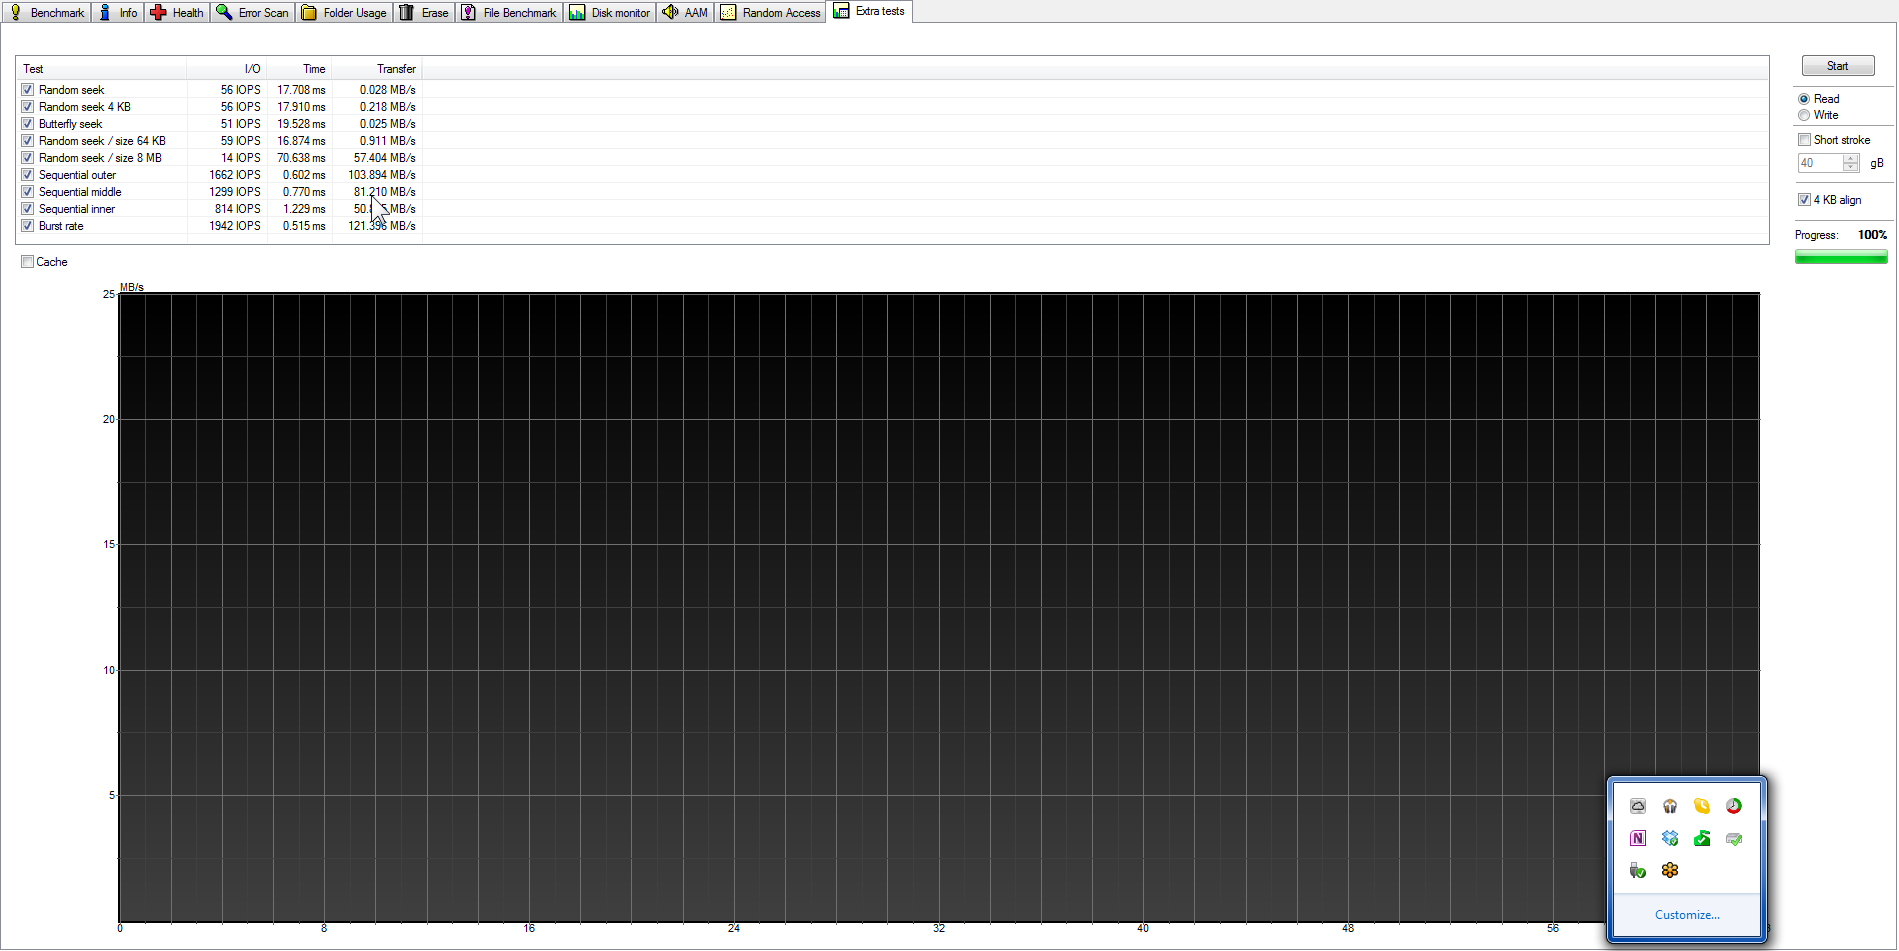 Benchmark Info Health Error Scan Folder Usage Erase File Benchmark Disk monitor AAM Random Access Extra tests
Test I/O Time Transfer
Random seek 56 IOPS 17.708 ms 0.028 MB/s
Random seek 4 KB 56 IOPS 17.910 ms 0.218 MB/s
Butterfly seek 51 IOPS 19.528 ms 0.025 MB/s
Random seek / size 64 KB 59 IOPS 16.874 ms 0.911 MB/s
Random seek / size 8 MB 14 IOPS 70.638 ms 57.404 MB/s
Sequential outer 1662 IOPS 0.602 ms 103.894 MB/s
Sequential middle 1299 IOPS 0.770 ms 81.210 MB/s
Sequential inner 814 IOPS 1.229 ms MB/s
Burst rate 1942 IOPS 0.515 ms 121.396 MB/s
Cache
Start
Read
Write
Short stroke
40 gB
4 KB align
Progress: 100%
MB/s
25
20
15
10
5
0 8 16 24 32 40 48 56
N
Customize...